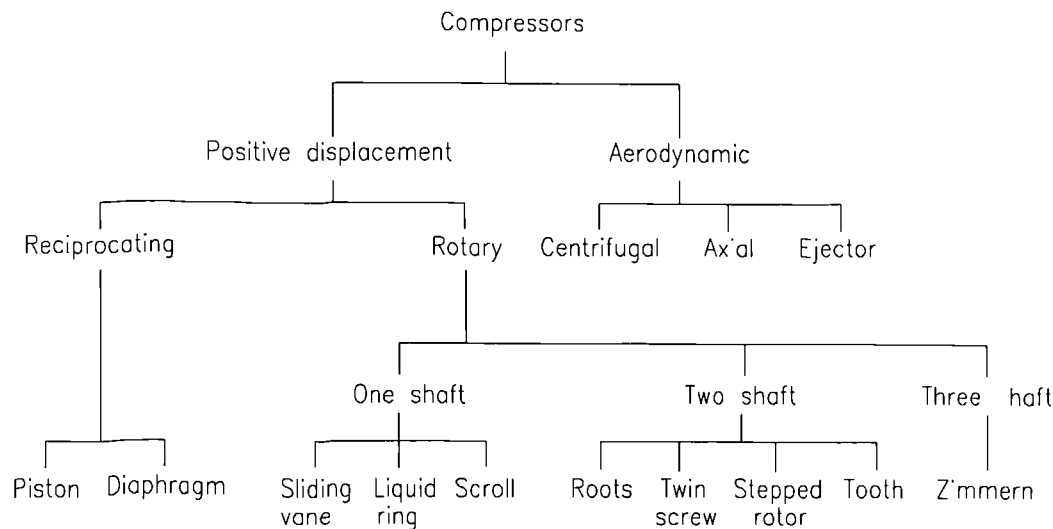 Compressors
Positive displacement
Aerodynamic
Reciprocating
Rotary
Centrifugal
Ax'al
Ejector
One shaft
Two shaft
Three haft
Piston
Diaphragm
Sliding
vane
Liquid
ring
Scroll
Roots
Twin
screw
Stepped
rotor
Tooth
Z'mmern